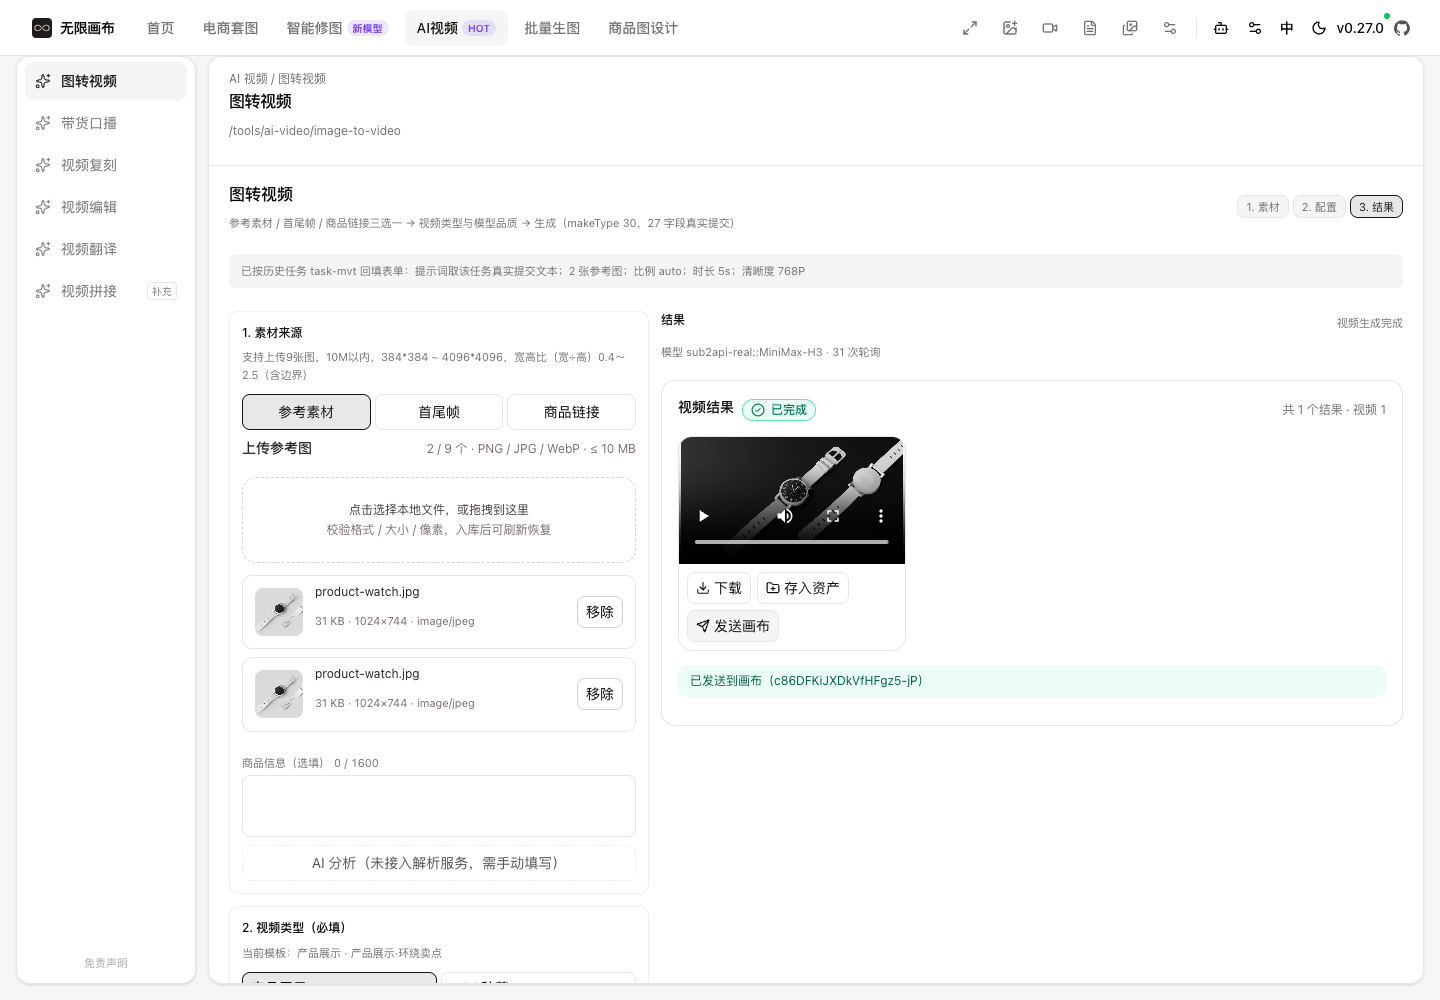 无限画布
首页
电商套图
智能修图 新模型
AI视频 HOT
批量生图
商品图设计
中
v0.27.0
图转视频
带货口播
视频复刻
视频编辑
视频翻译
视频拼接 补充
免责声明
AI 视频 / 图转视频
图转视频
/tools/ai-video/image-to-video
图转视频
参考素材 / 首尾帧 / 商品链接三选一 → 视频类型与模型品质 → 生成（makeType 30，27 字段真实提交）
1. 素材
2. 配置
3. 结果
已按历史任务 task-mvt 回填表单：提示词取该任务真实提交文本；2 张参考图；比例 auto；时长 5s；清晰度 768P
1. 素材来源
支持上传9张图，10M以内，384*384 ~ 4096*4096，宽高比（宽÷高）0.4～
2.5（含边界）
参考素材
首尾帧
商品链接
上传参考图
2 / 9 个 · PNG / JPG / WebP · ≤ 10 MB
点击选择本地文件，或拖拽到这里
校验格式 / 大小 / 像素，入库后可刷新恢复
product-watch.jpg
31 KB · 1024×744 · image/jpeg
移除
product-watch.jpg
31 KB · 1024×744 · image/jpeg
移除
商品信息（选填） 0 / 1600
AI 分析（未接入解析服务，需手动填写）
2. 视频类型（必填）
当前模板：产品展示 · 产品展示·环绕卖点
结果
视频生成完成
模型 sub2api-real::MiniMax-H3 · 31 次轮询
视频结果
已完成
共 1 个结果 · 视频 1
下载
存入资产
发送画布
已发送到画布（c86DFKiJXDkVfHFgz5-jP）